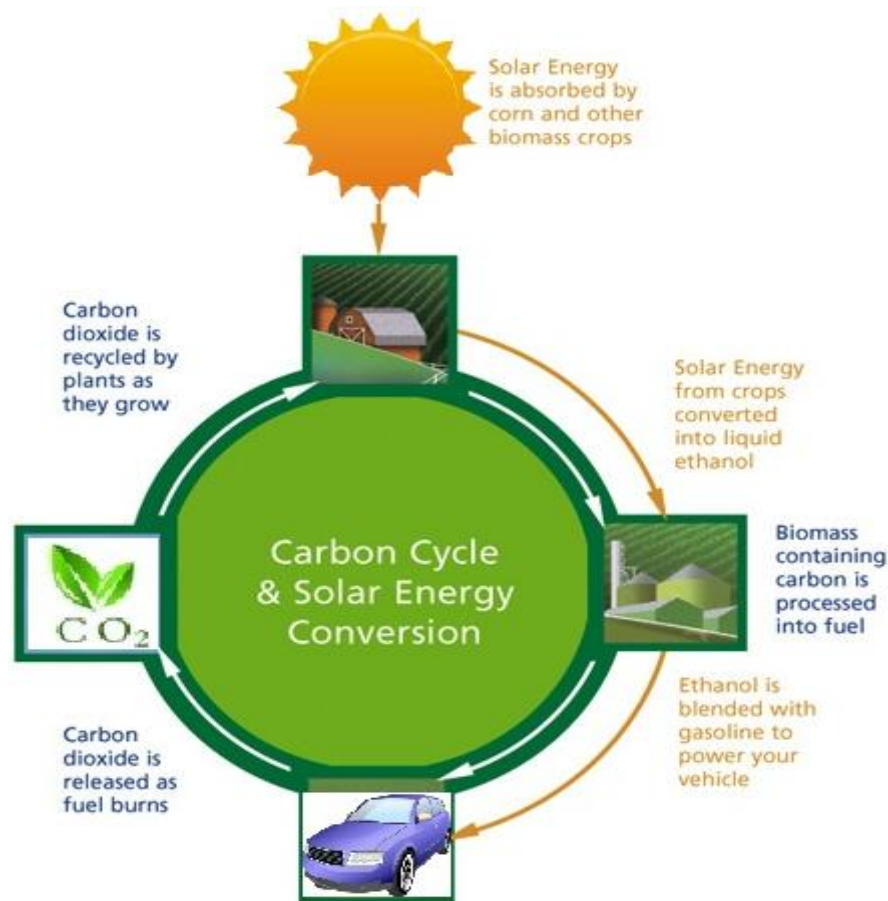 Solar Energy
is absorbed by
corn and other
biomass crops
Carbon
dioxide is
recycled by
plants as
they grow
Solar Energy
from crops
converted
into liquid
ethanol
Carbon Cycle
& Solar Energy
Conversion
CO₂
Biomass
containing
carbon is
processed
into fuel
Ethanol is
blended with
gasoline to
power your
vehicle
Carbon
dioxide is
released as
fuel burns